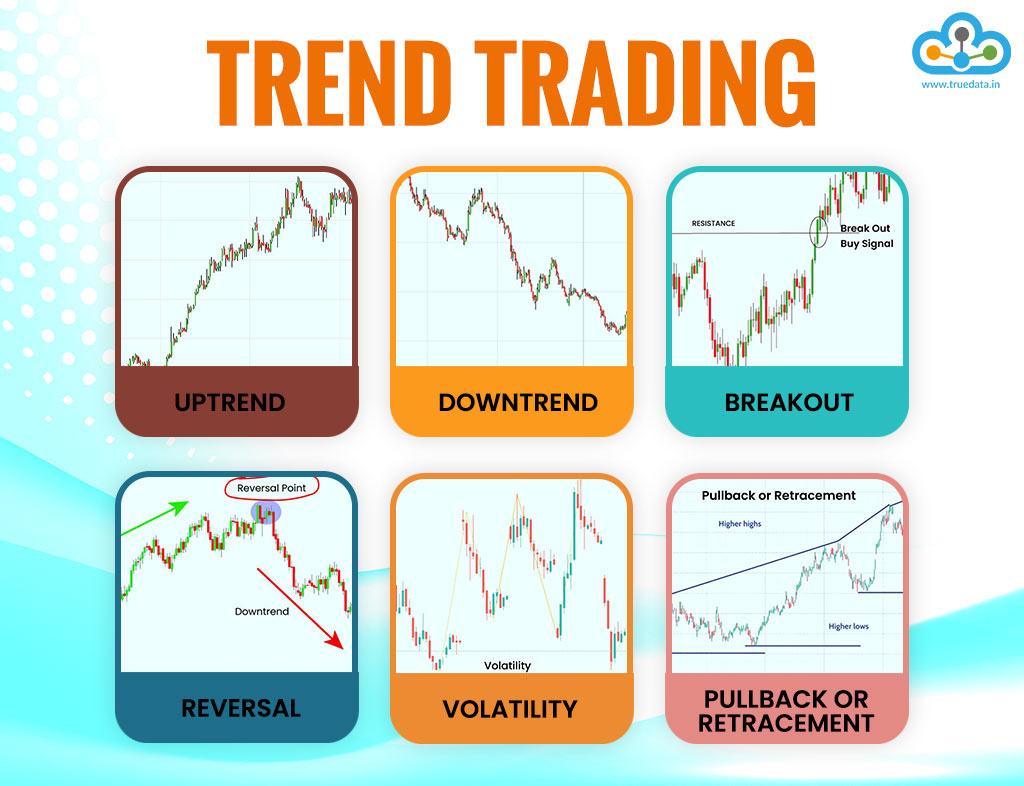 TREND TRADING
www.truedata.in
RESISTANCE
Break Out
Buy Signal
UPTREND
DOWNTREND
BREAKOUT
Reversal Point
Downtrend
REVERSAL
Volatility
VOLATILITY
Pullback or Retracement
Higher highs
Higher lows
PULLBACK OR
RETRACEMENT